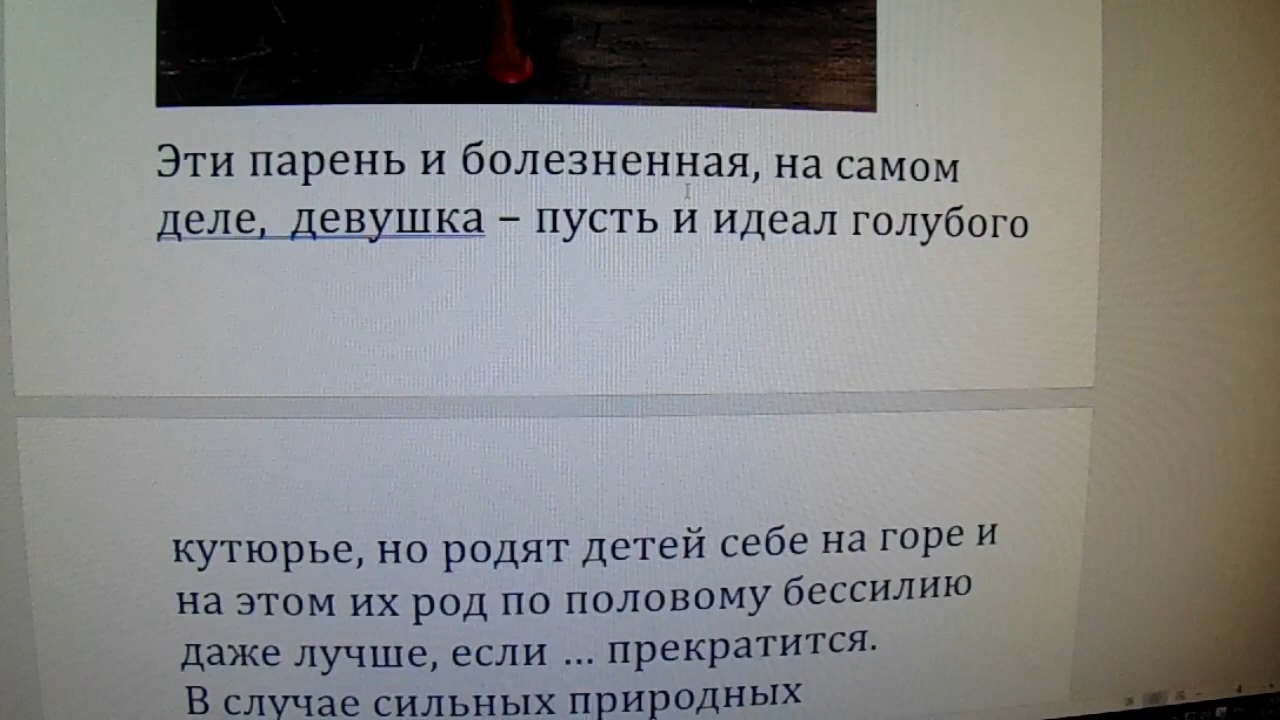 Эти парень и болезненная, на самом
деле,  девушка – пусть и идеал голубого
кутюрье, но родят детей себе на горе и
на этом их род по половому бессилию
даже лучше, если ... прекратится.
В случае сильных природных